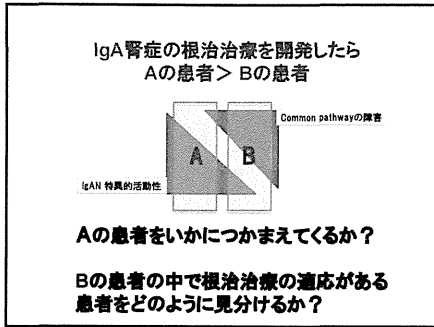 IgA腎症の根治治療を開発したら
Aの患者＞Bの患者
Common pathwayの障害
A
B
IgAN 特異的活動性
Aの患者をいかにつかまえてくるか？
Bの患者の中で根治治療の適応がある
患者をどのように見分けるか？